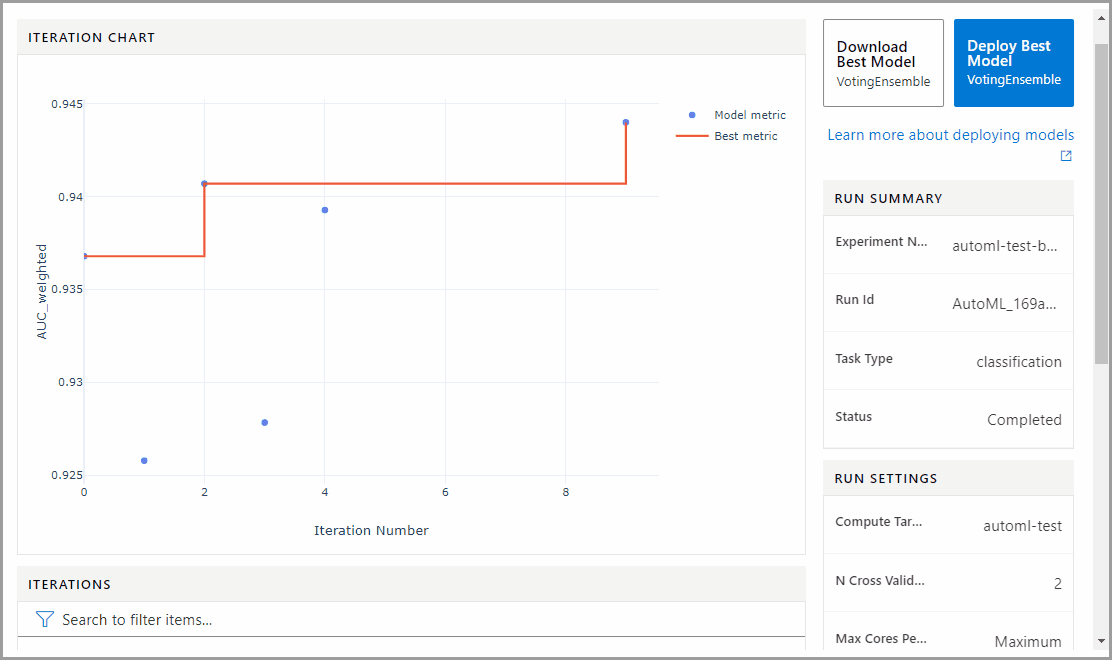 ITERATION CHART
0.945
0.94
0.935
0.93
0.925
AUC_weighted
0
2
4
6
8
Iteration Number
Model metric
Best metric
ITERATIONS
Search to filter items...
Download
Best Model
VotingEnsemble
Deploy Best
Model
VotingEnsemble
Learn more about deploying models
RUN SUMMARY
Experiment N...
automl-test-b...
Run Id
AutoML_169a...
Task Type
classification
Status
Completed
RUN SETTINGS
Compute Tar...
automl-test
N Cross Valid...
2
Max Cores Pe...
Maximum